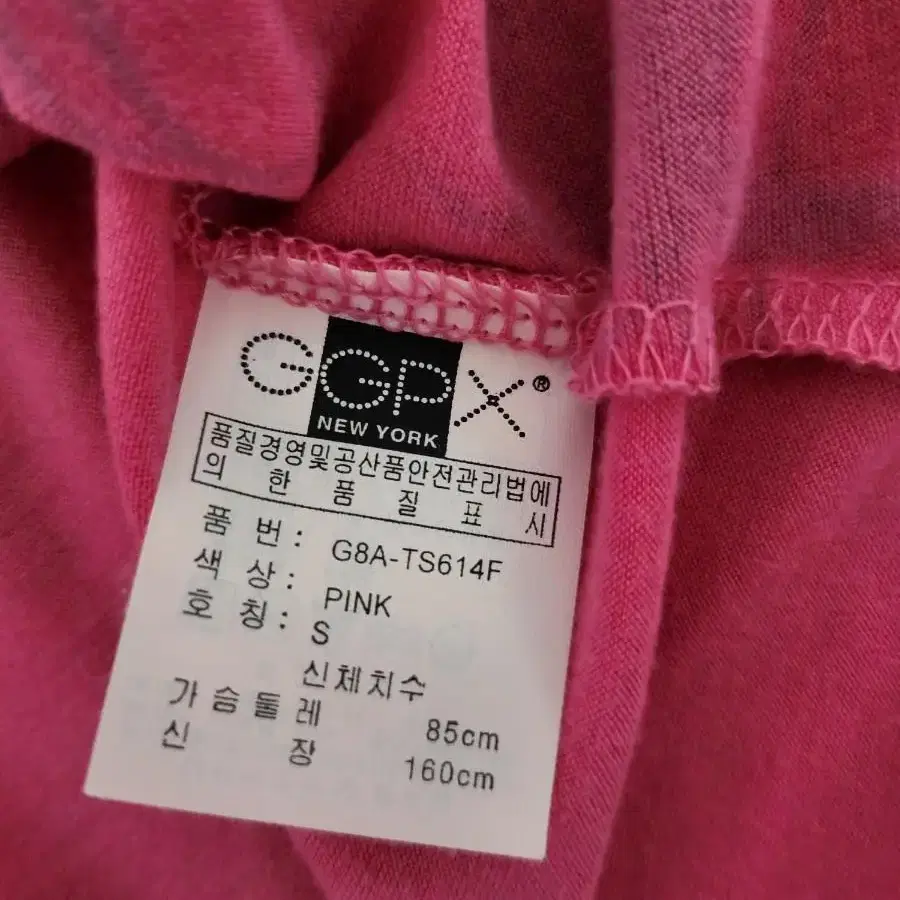 GGPX®
NEW YORK
품질경영및공산품안전관리법에
의 한 품 질 표 시
품 번 : G8A-TS614F
색 상 : PINK
호 칭 : S
신체치수
가슴둘레 85cm
신 장 160cm